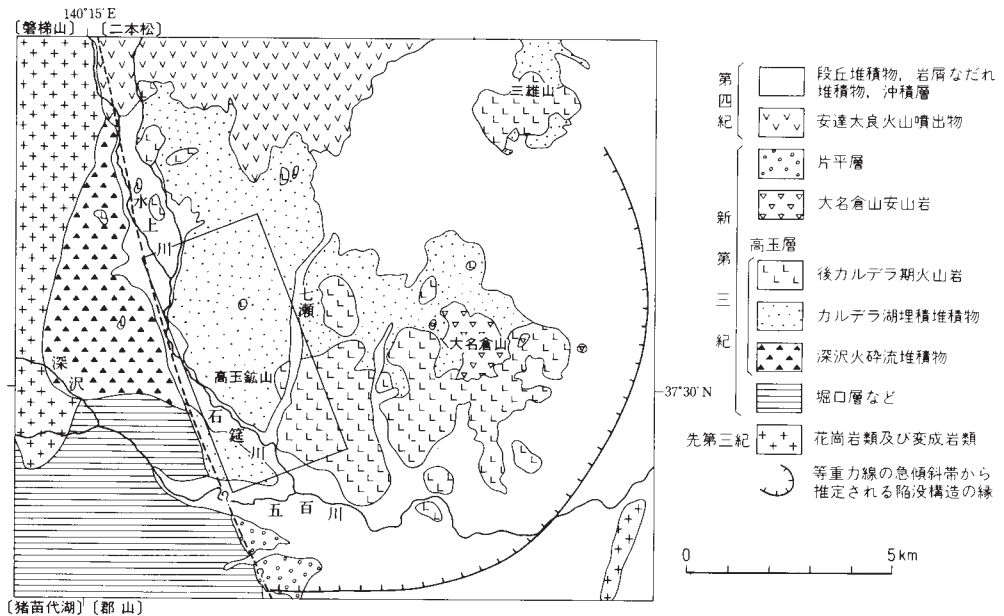 140°15′E
〔磐梯山〕〔二本松〕
三雄山
水上川
七瀬
大名倉山
深沢
高玉鉱山
石筵川
五百川
37°30′N
〔猪苗代湖〕〔郡山〕
第四紀
段丘堆積物，岩屑なだれ
堆積物，沖積層
安達太良火山噴出物
新第三紀
片平層
大名倉山安山岩
高玉層
後カルデラ期火山岩
カルデラ湖埋積堆積物
深沢火砕流堆積物
堀口層など
先第三紀
花崗岩類及び変成岩類
等重力線の急傾斜帯から
推定される陥没構造の縁
0 5km